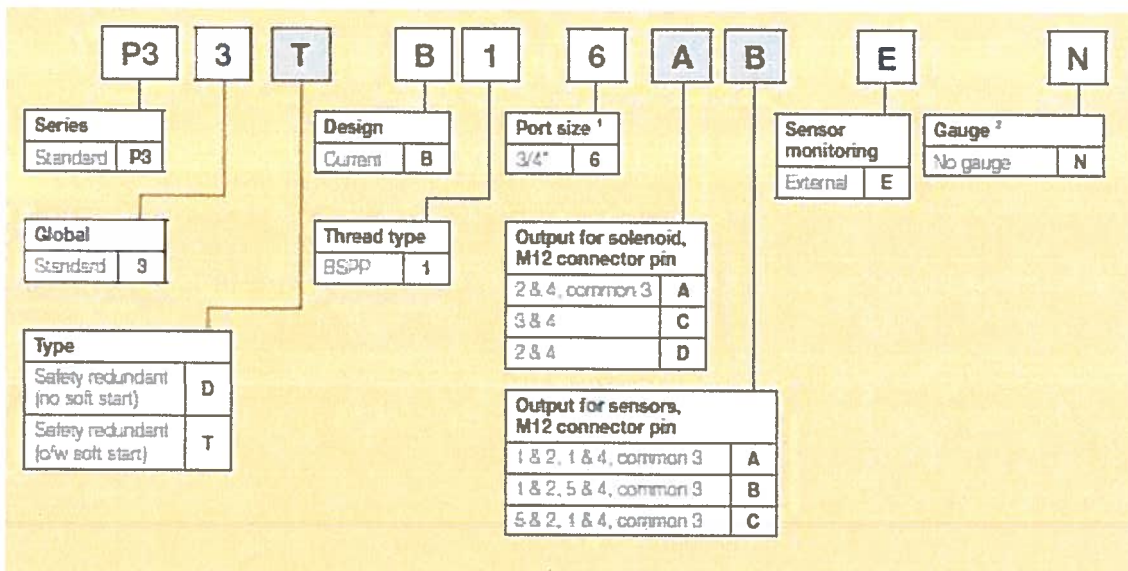 P3 3 T B 1 6 A B E N
Series
Standard P3
Global
Standard 3
Type
Safety redundant
(no soft start) D
Safety redundant
(o/w soft start) T
Design
Current B
Thread type
BSPP 1
Port size ¹
3/4" 6
Output for solenoid,
M12 connector pin
2 & 4, common 3 A
3 & 4 C
2 & 4 D
Output for sensors,
M12 connector pin
1 & 2, 1 & 4, common 3 A
1 & 2, 5 & 4, common 3 B
5 & 2, 1 & 4, common 3 C
Sensor
monitoring
External E
Gauge ²
No gauge N